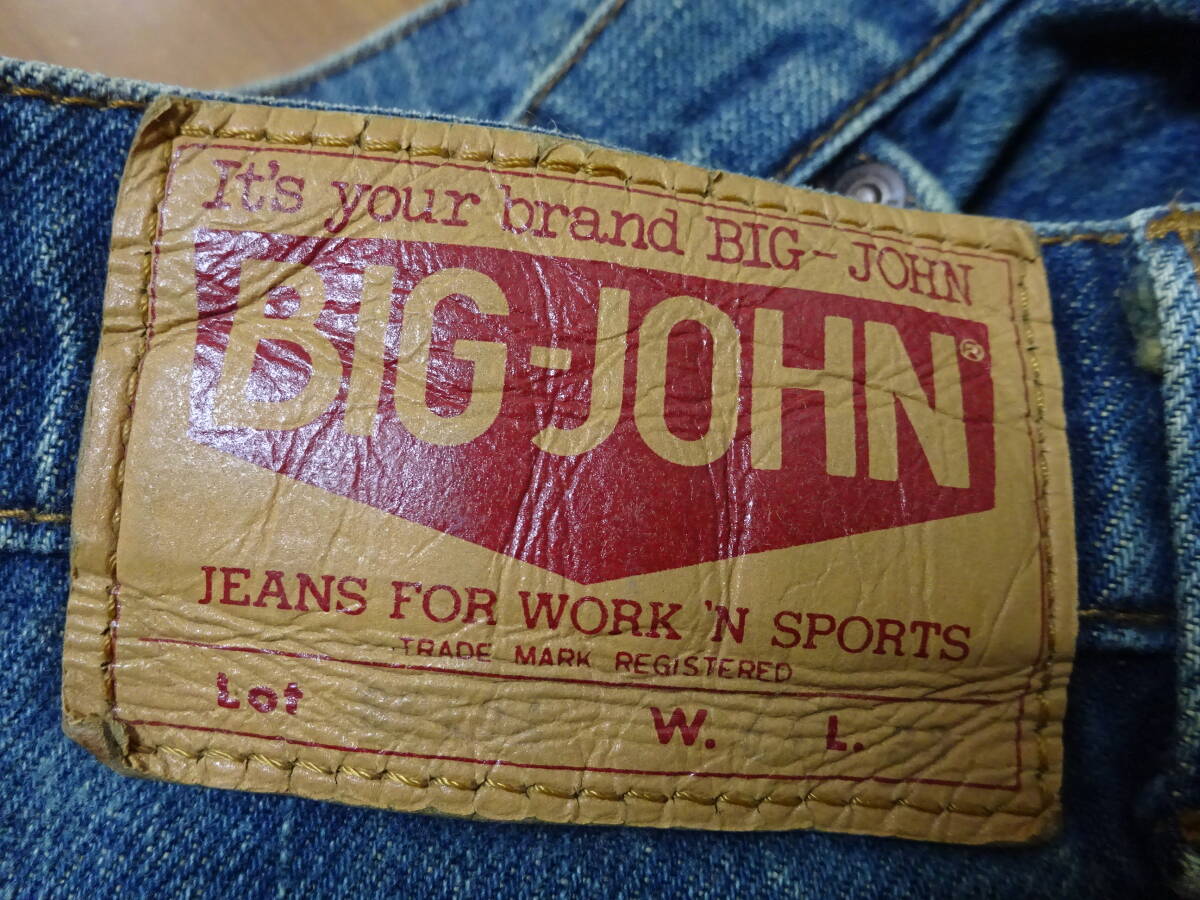 It's your brand BIG-JOHN
BIG-JOHN®
JEANS FOR WORK 'N SPORTS
TRADE MARK REGISTERED
Lot W. L.